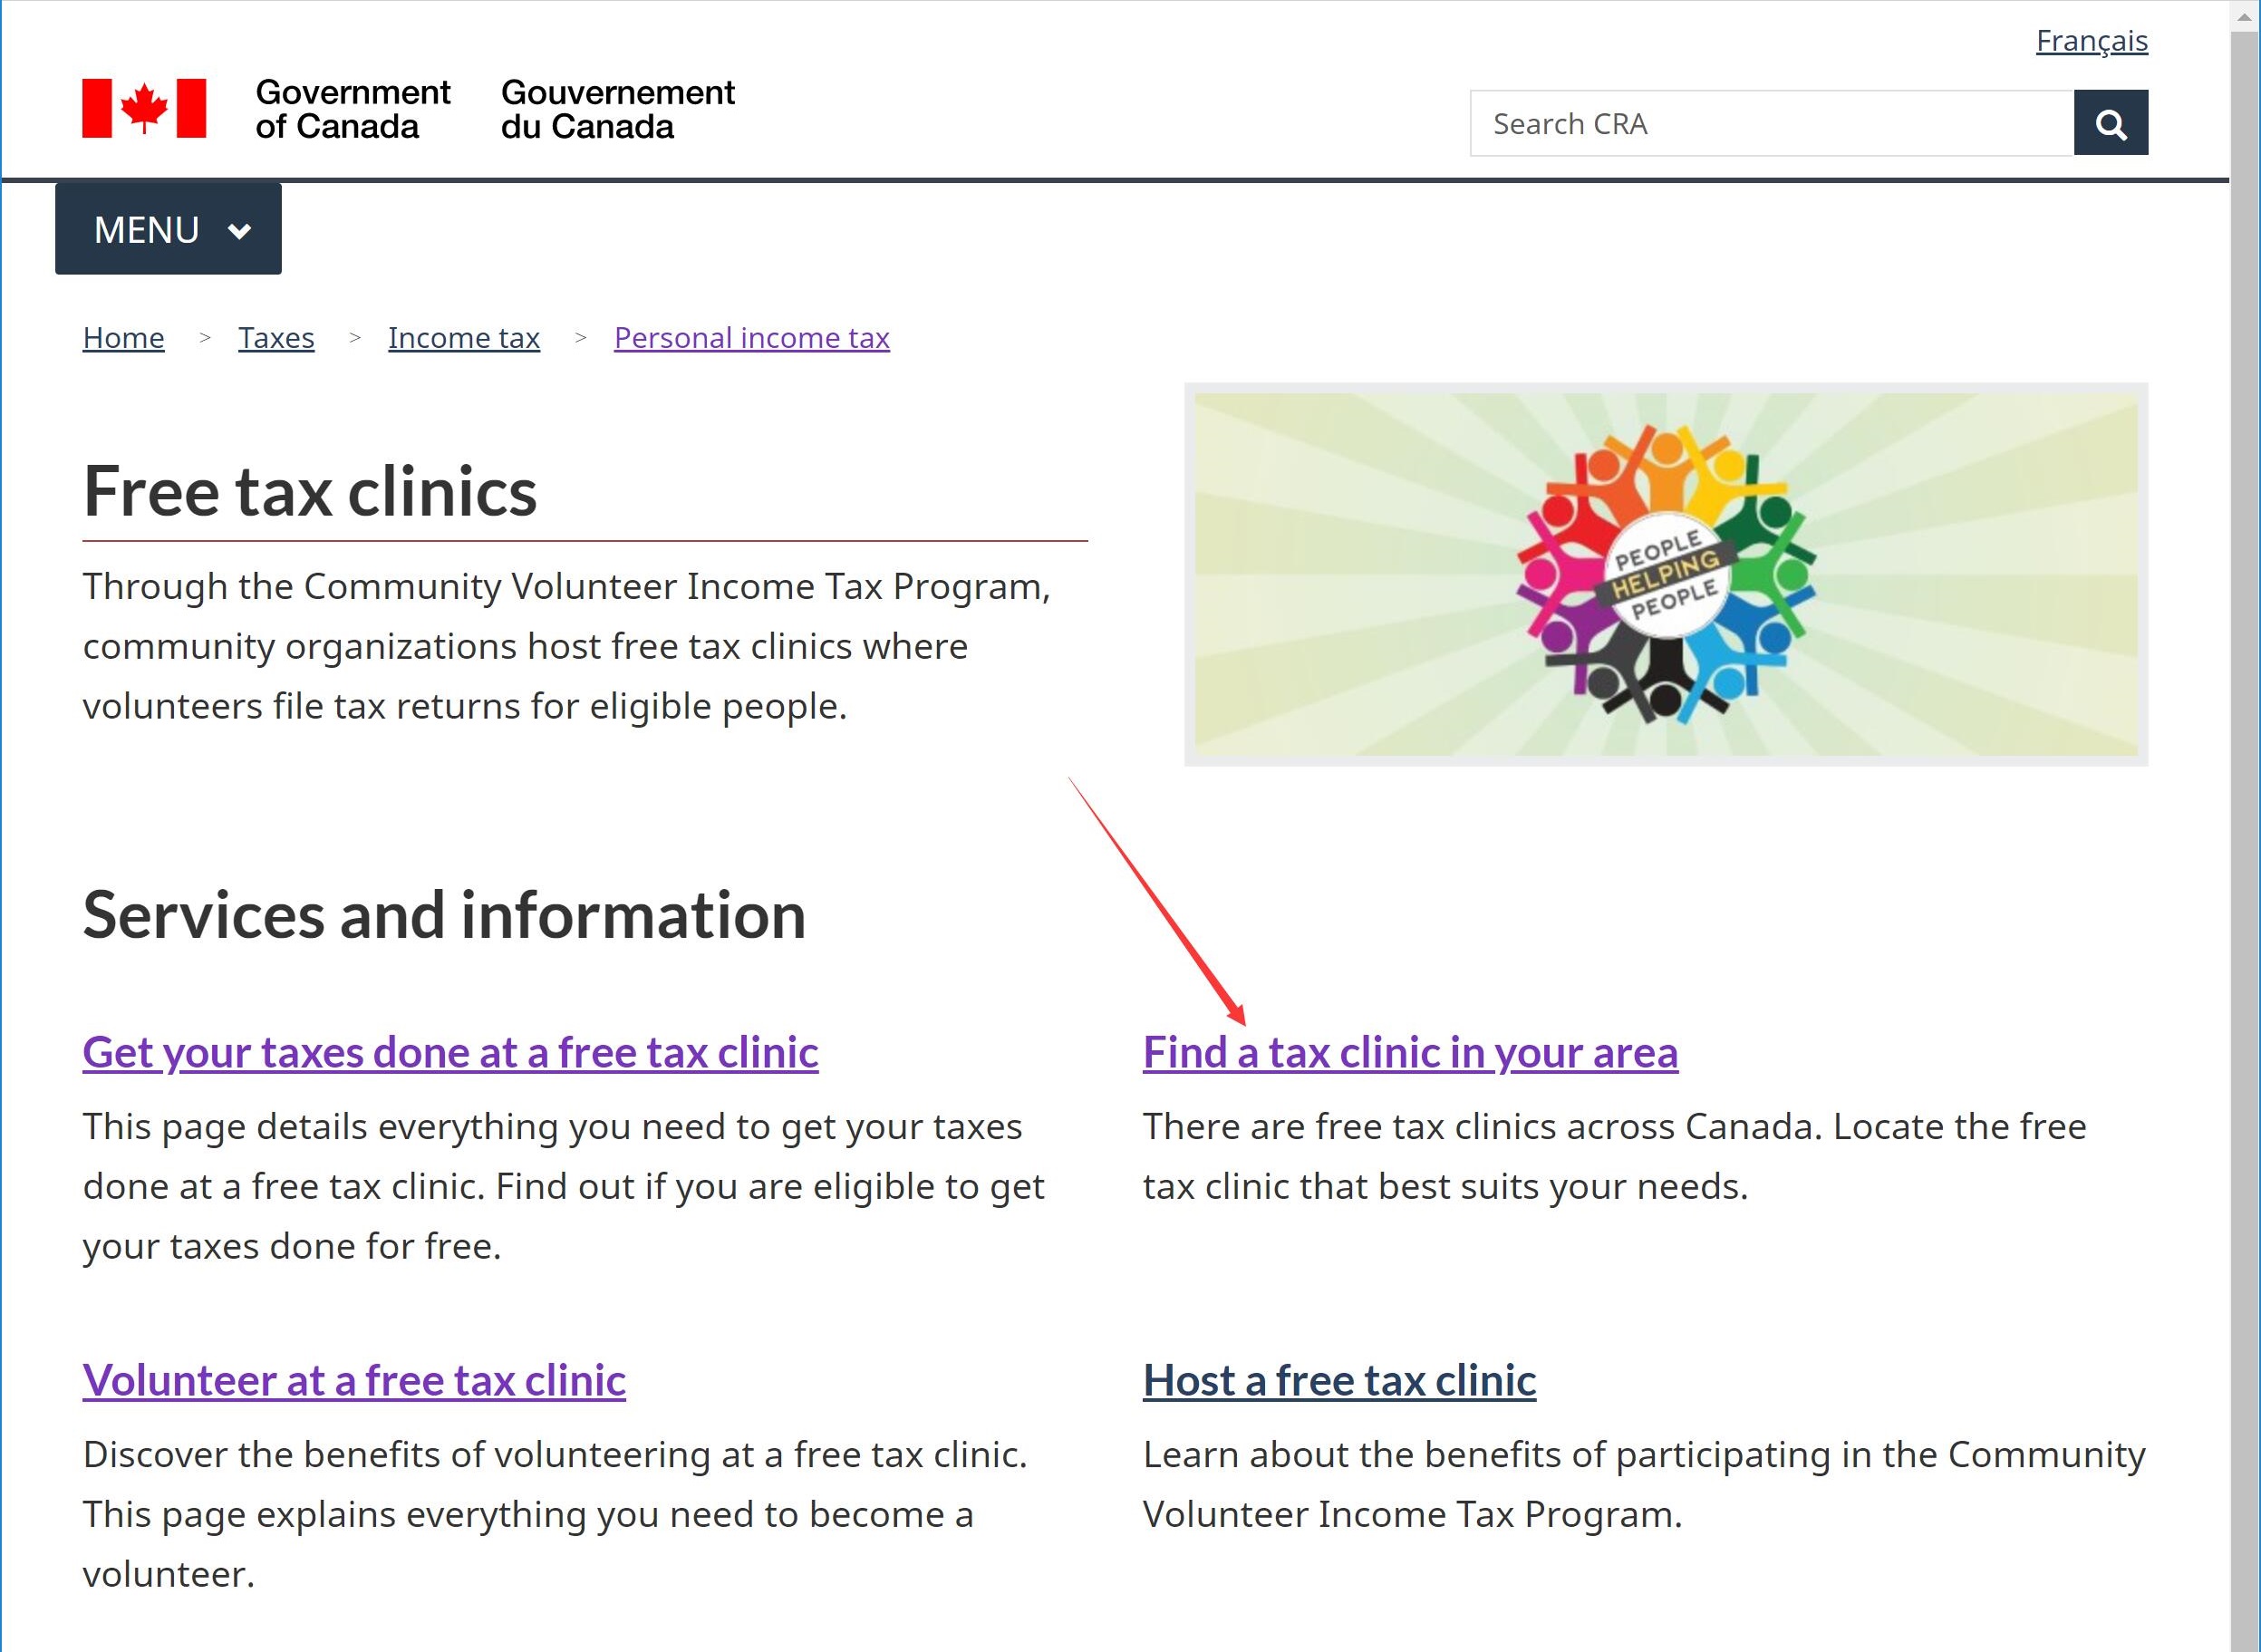 Français
Government
of Canada
Gouvernement
du Canada
Search CRA
MENU
Home > Taxes > Income tax > Personal income tax
Free tax clinics
Through the Community Volunteer Income Tax Program,
community organizations host free tax clinics where
volunteers file tax returns for eligible people.
PEOPLE
HELPING
PEOPLE
Services and information
Get your taxes done at a free tax clinic
This page details everything you need to get your taxes
done at a free tax clinic. Find out if you are eligible to get
your taxes done for free.
Find a tax clinic in your area
There are free tax clinics across Canada. Locate the free
tax clinic that best suits your needs.
Volunteer at a free tax clinic
Discover the benefits of volunteering at a free tax clinic.
This page explains everything you need to become a
volunteer.
Host a free tax clinic
Learn about the benefits of participating in the Community
Volunteer Income Tax Program.